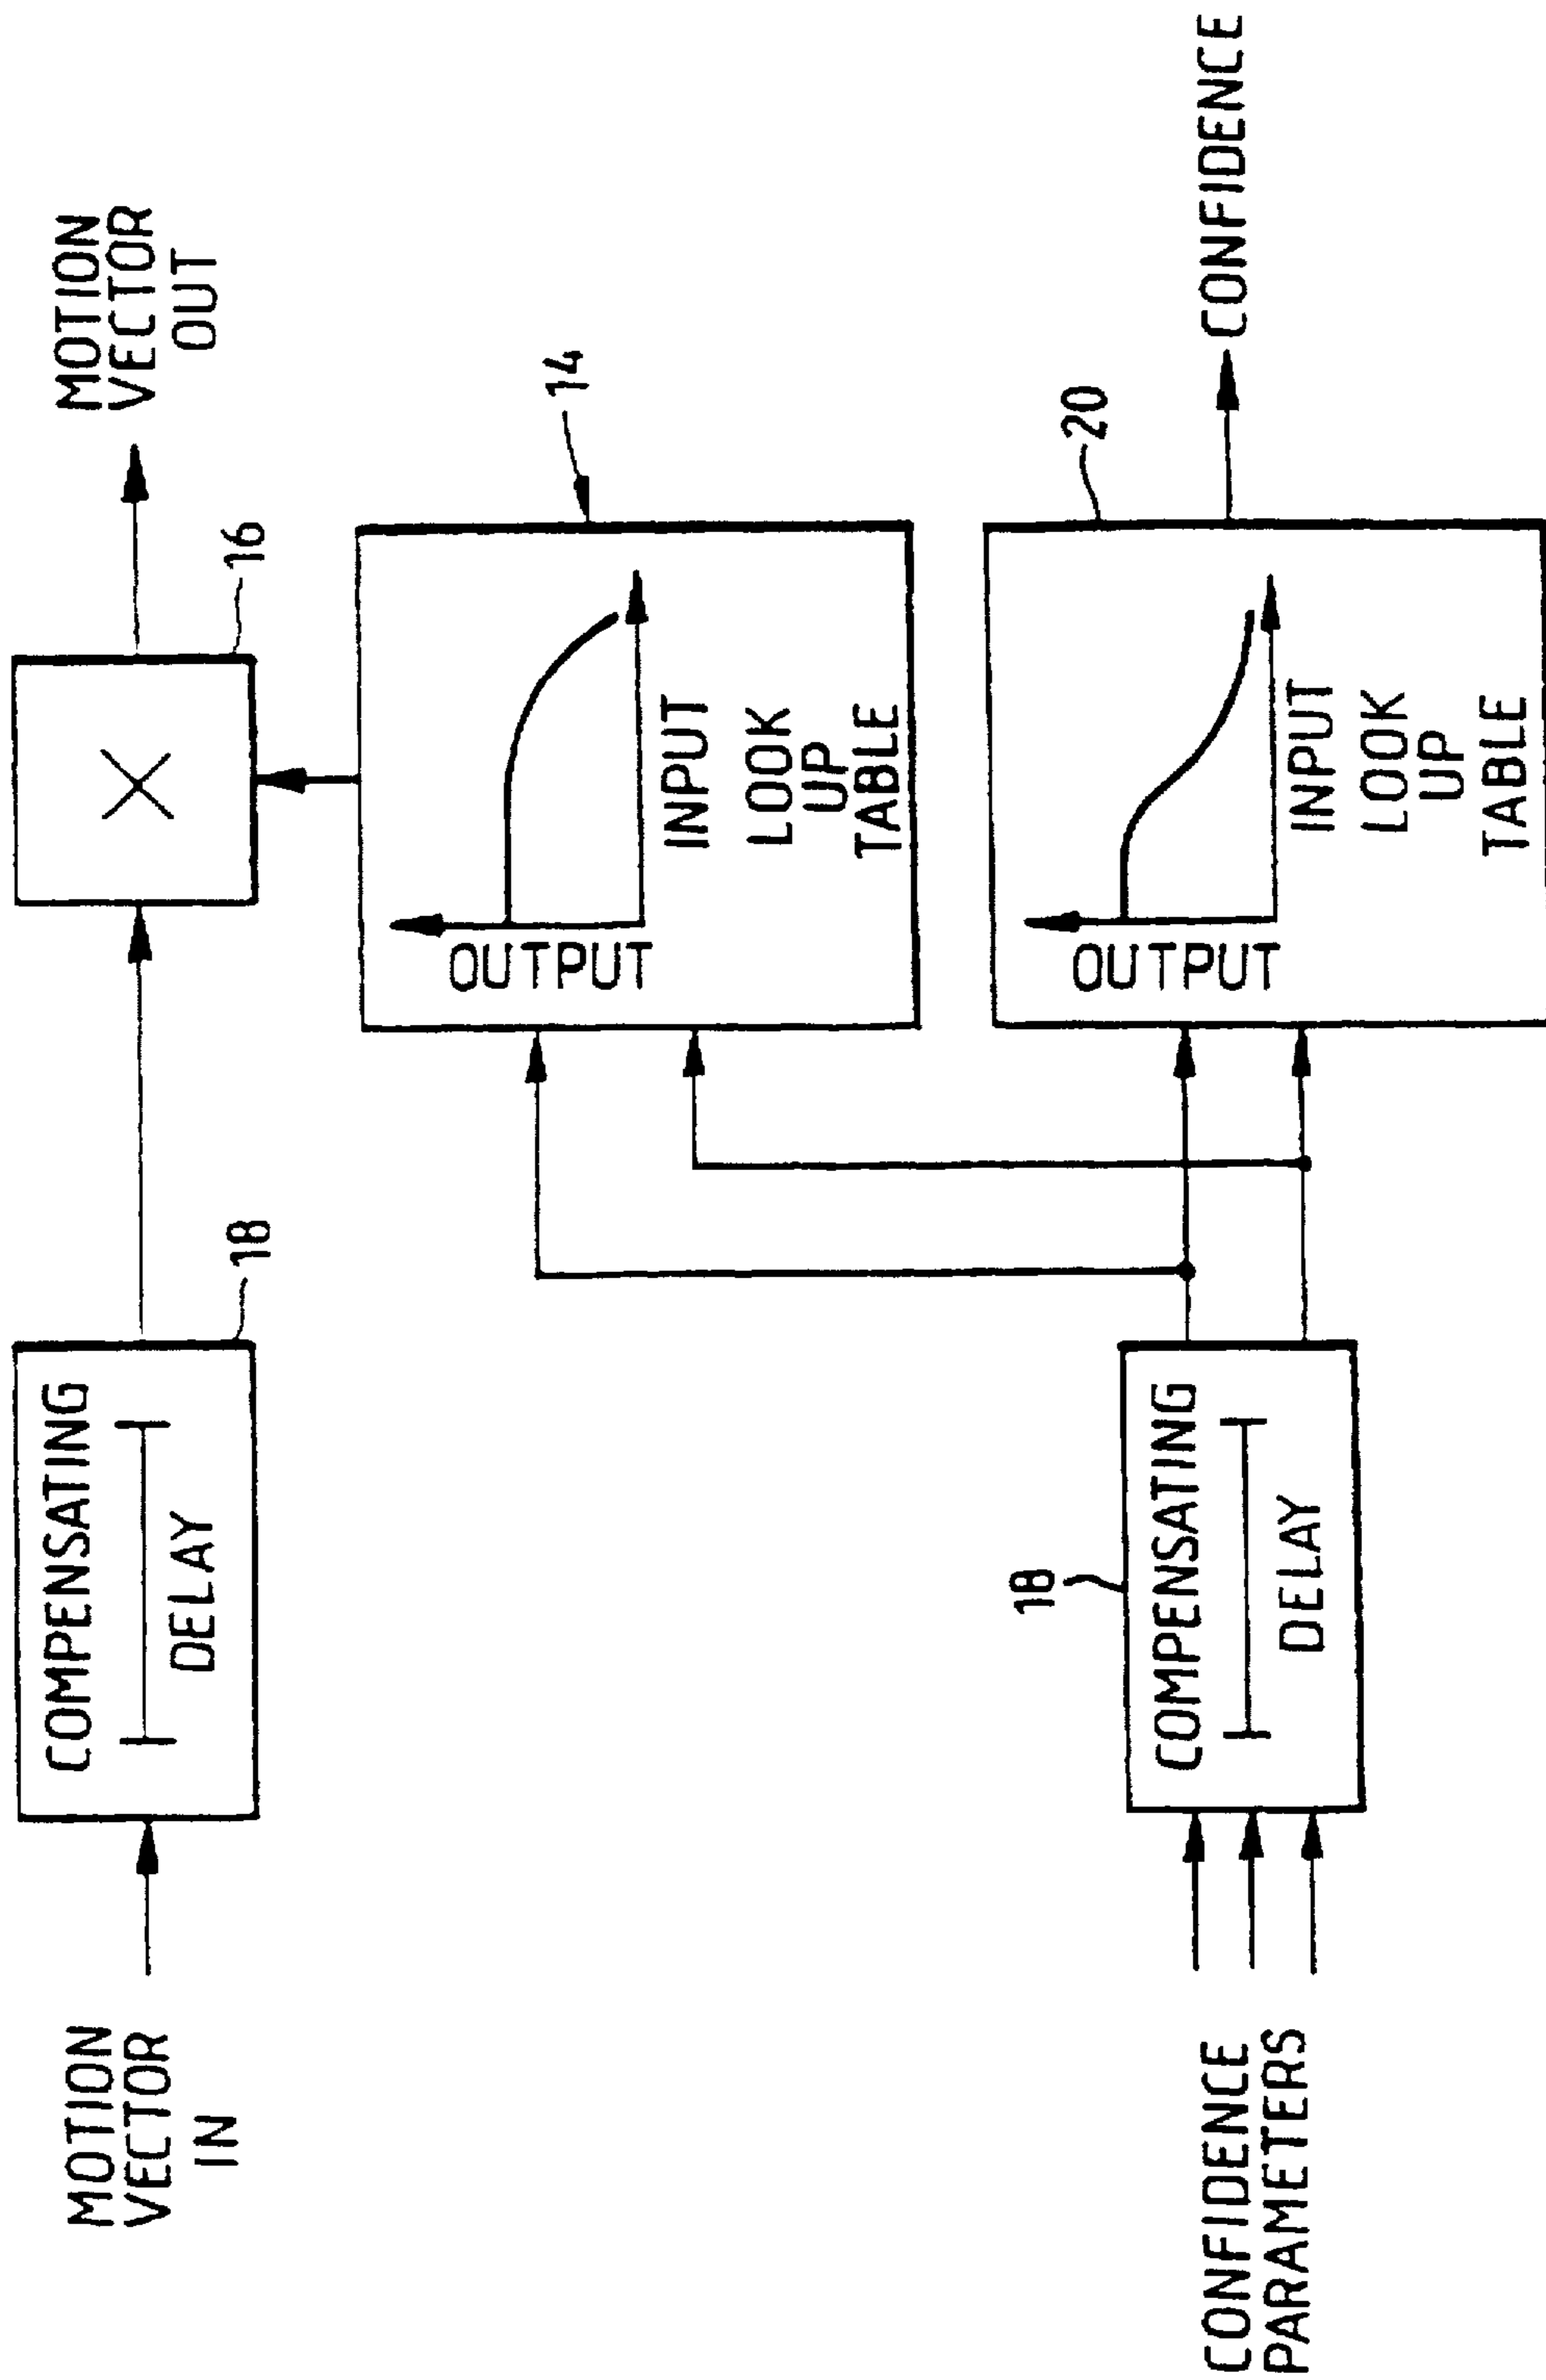 MOTION
VECTOR
IN
COMPENSATING
DELAY
18
X
16
MOTION
VECTOR
OUT
OUTPUT
INPUT
LOOK
UP
TABLE
14
CONFIDENCE
PARAMETERS
COMPENSATING
DELAY
18
OUTPUT
INPUT
LOOK
UP
TABLE
20
CONFIDENCE